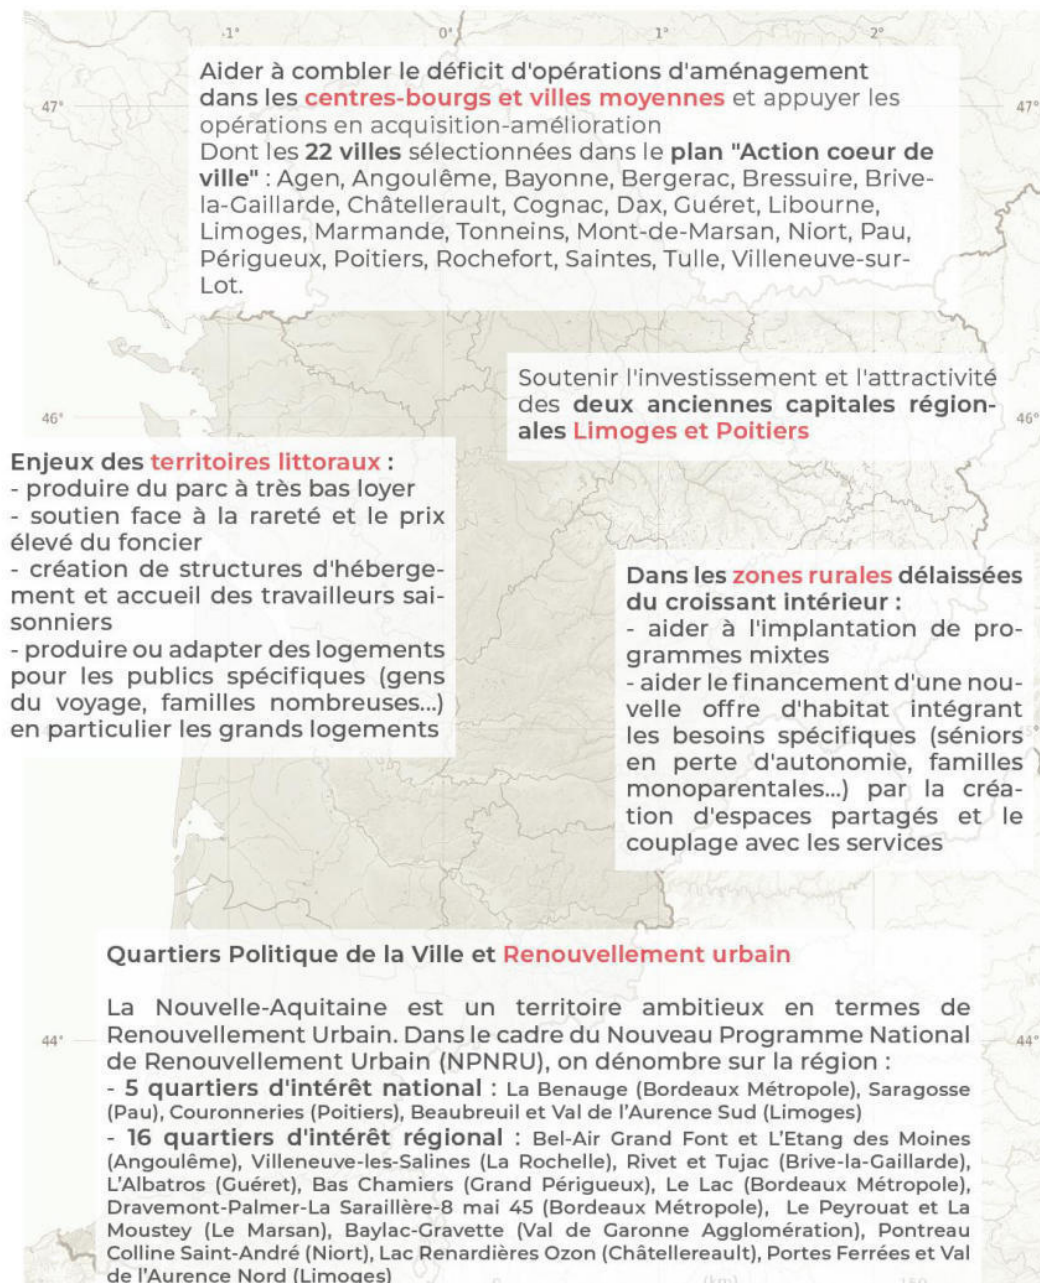 -1° 0° 1° 2°
Aider à combler le déficit d'opérations d'aménagement
dans les centres-bourgs et villes moyennes et appuyer les
47° 47°
opérations en acquisition-amélioration
Dont les 22 villes sélectionnées dans le plan "Action coeur de
ville" : Agen, Angoulême, Bayonne, Bergerac, Bressuire, Brive-
la-Gaillarde, Châtellerault, Cognac, Dax, Guéret, Libourne,
Limoges, Marmande, Tonneins, Mont-de-Marsan, Niort, Pau,
Périgueux, Poitiers, Rochefort, Saintes, Tulle, Villeneuve-sur-
Lot.
Soutenir l'investissement et l'attractivité
des deux anciennes capitales région-
ales Limoges et Poitiers
46° 46°
Enjeux des territoires littoraux :
- produire du parc à très bas loyer
- soutien face à la rareté et le prix
élevé du foncier
- création de structures d'héberge-
ment et accueil des travailleurs sai-
sonniers
- produire ou adapter des logements
pour les publics spécifiques (gens
du voyage, familles nombreuses...)
en particulier les grands logements
Dans les zones rurales délaissées
du croissant intérieur :
- aider à l'implantation de pro-
grammes mixtes
- aider le financement d'une nou-
velle offre d'habitat intégrant
les besoins spécifiques (séniors
en perte d'autonomie, familles
monoparentales...) par la créa-
tion d'espaces partagés et le
couplage avec les services
Quartiers Politique de la Ville et Renouvellement urbain
La Nouvelle-Aquitaine est un territoire ambitieux en termes de
Renouvellement Urbain. Dans le cadre du Nouveau Programme National
44° 44°
de Renouvellement Urbain (NPNRU), on dénombre sur la région :
- 5 quartiers d'intérêt national : La Benauge (Bordeaux Métropole), Saragosse
(Pau), Couronneries (Poitiers), Beaubreuil et Val de l'Aurence Sud (Limoges)
- 16 quartiers d'intérêt régional : Bel-Air Grand Font et L'Etang des Moines
(Angoulême), Villeneuve-les-Salines (La Rochelle), Rivet et Tujac (Brive-la-Gaillarde),
L'Albatros (Guéret), Bas Chamiers (Grand Périgueux), Le Lac (Bordeaux Métropole),
Dravemont-Palmer-La Saraillère-8 mai 45 (Bordeaux Métropole), Le Peyrouat et La
Moustey (Le Marsan), Baylac-Gravette (Val de Garonne Agglomération), Pontreau
Colline Saint-André (Niort), Lac Renardières Ozon (Châtellereault), Portes Ferrées et Val
de l'Aurence Nord (Limoges)
(km) 150